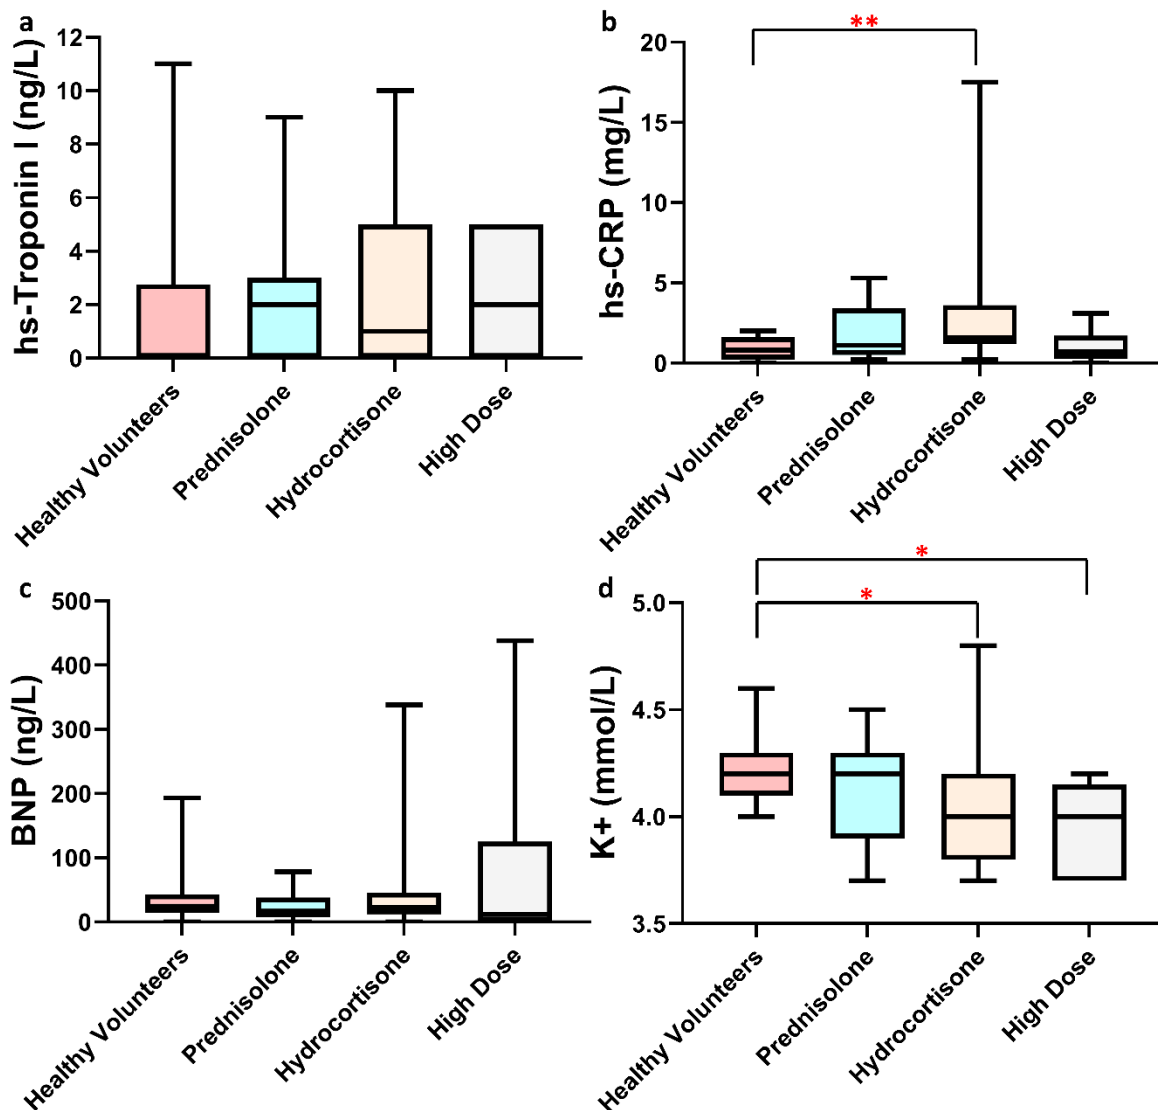 a
hs-Troponin I (ng/L)
12
10
8
6
4
2
0
Healthy Volunteers
Prednisolone
Hydrocortisone
High Dose
b
**
hs-CRP (mg/L)
20
15
10
5
0
Healthy Volunteers
Prednisolone
Hydrocortisone
High Dose
c
BNP (ng/L)
500
400
300
200
100
0
Healthy Volunteers
Prednisolone
Hydrocortisone
High Dose
d
*
*
K+ (mmol/L)
5.0
4.5
4.0
3.5
Healthy Volunteers
Prednisolone
Hydrocortisone
High Dose